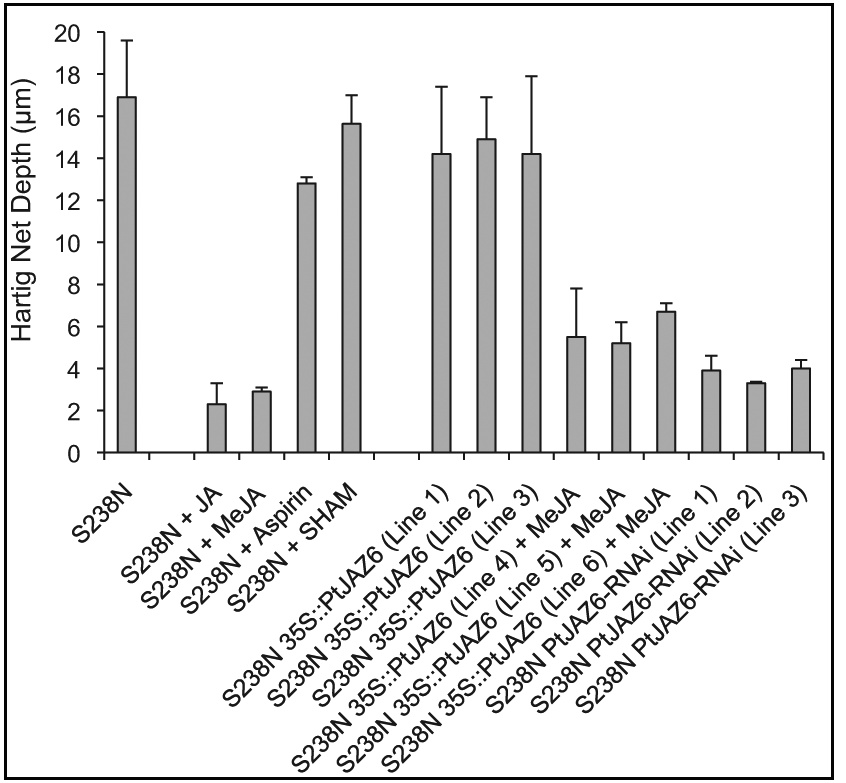 Hartig Net Depth (µm)
20
18
16
14
12
10
8
6
4
2
0
S238N
S238N + JA
S238N + MeJA
S238N + Aspirin
S238N + SHAM
S238N 35S::PtJAZ6 (Line 1)
S238N 35S::PtJAZ6 (Line 2)
S238N 35S::PtJAZ6 (Line 3)
S238N 35S::PtJAZ6 (Line 4) + MeJA
S238N 35S::PtJAZ6 (Line 5) + MeJA
S238N 35S::PtJAZ6 (Line 6) + MeJA
S238N PtJAZ6-RNAi (Line 1)
S238N PtJAZ6-RNAi (Line 2)
S238N PtJAZ6-RNAi (Line 3)